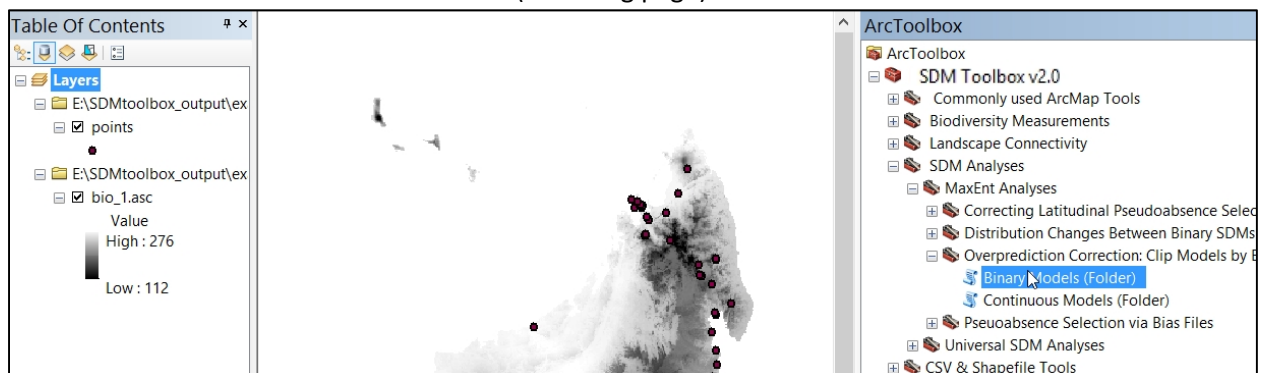 Table Of Contents
Layers
E:\SDMtoolbox_output\ex
points
E:\SDMtoolbox_output\ex
bio_1.asc
Value
High : 276
Low : 112
ArcToolbox
ArcToolbox
SDM Toolbox v2.0
Commonly used ArcMap Tools
Biodiversity Measurements
Landscape Connectivity
SDM Analyses
MaxEnt Analyses
Correcting Latitudinal Pseudoabsence Selec
Distribution Changes Between Binary SDMs
Overprediction Correction: Clip Models by
Binary Models (Folder)
Continuous Models (Folder)
Pseuoabsence Selection via Bias Files
Universal SDM Analyses
CSV & Shapefile Tools